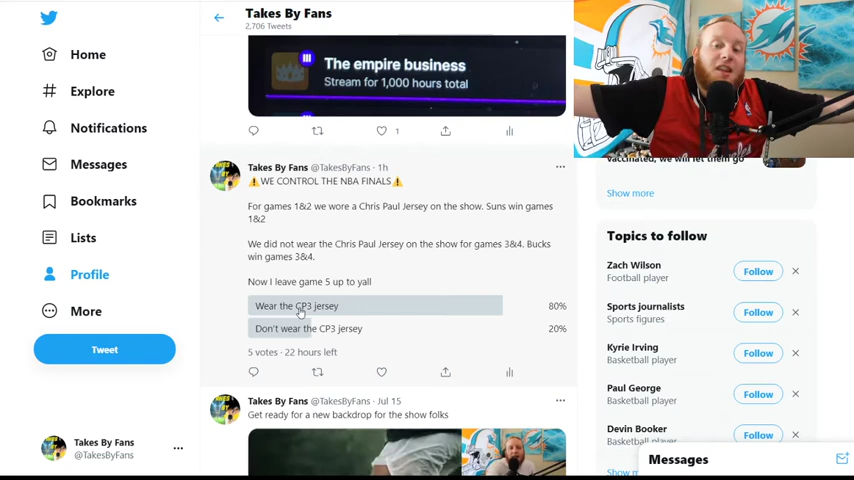 Takes By Fans
2,706 Tweets
Home
Explore
Notifications
Messages
Bookmarks
Lists
Profile
More
Tweet
Takes By Fans
@TakesByFans
The empire business
Stream for 1,000 hours total
1
Takes By Fans @TakesByFans · 1h
⚠️WE CONTROL THE NBA FINALS⚠️
For games 1&2 we wore a Chris Paul Jersey on the show. Suns win games
1&2
We did not wear the Chris Paul Jersey on the show for games 3&4. Bucks
win games 3&4.
Now I leave game 5 up to yall
Wear the CP3 jersey 80%
Don't wear the CP3 jersey 20%
5 votes · 22 hours left
Takes By Fans @TakesByFans · Jul 15
Get ready for a new backdrop for the show folks
vaccinated, we will let them go
Show more
Topics to follow
Zach Wilson
Football player
Follow
Sports journalists
Sports figures
Follow
Kyrie Irving
Basketball player
Follow
Paul George
Basketball player
Follow
Devin Booker
Basketball player
Follow
Messages